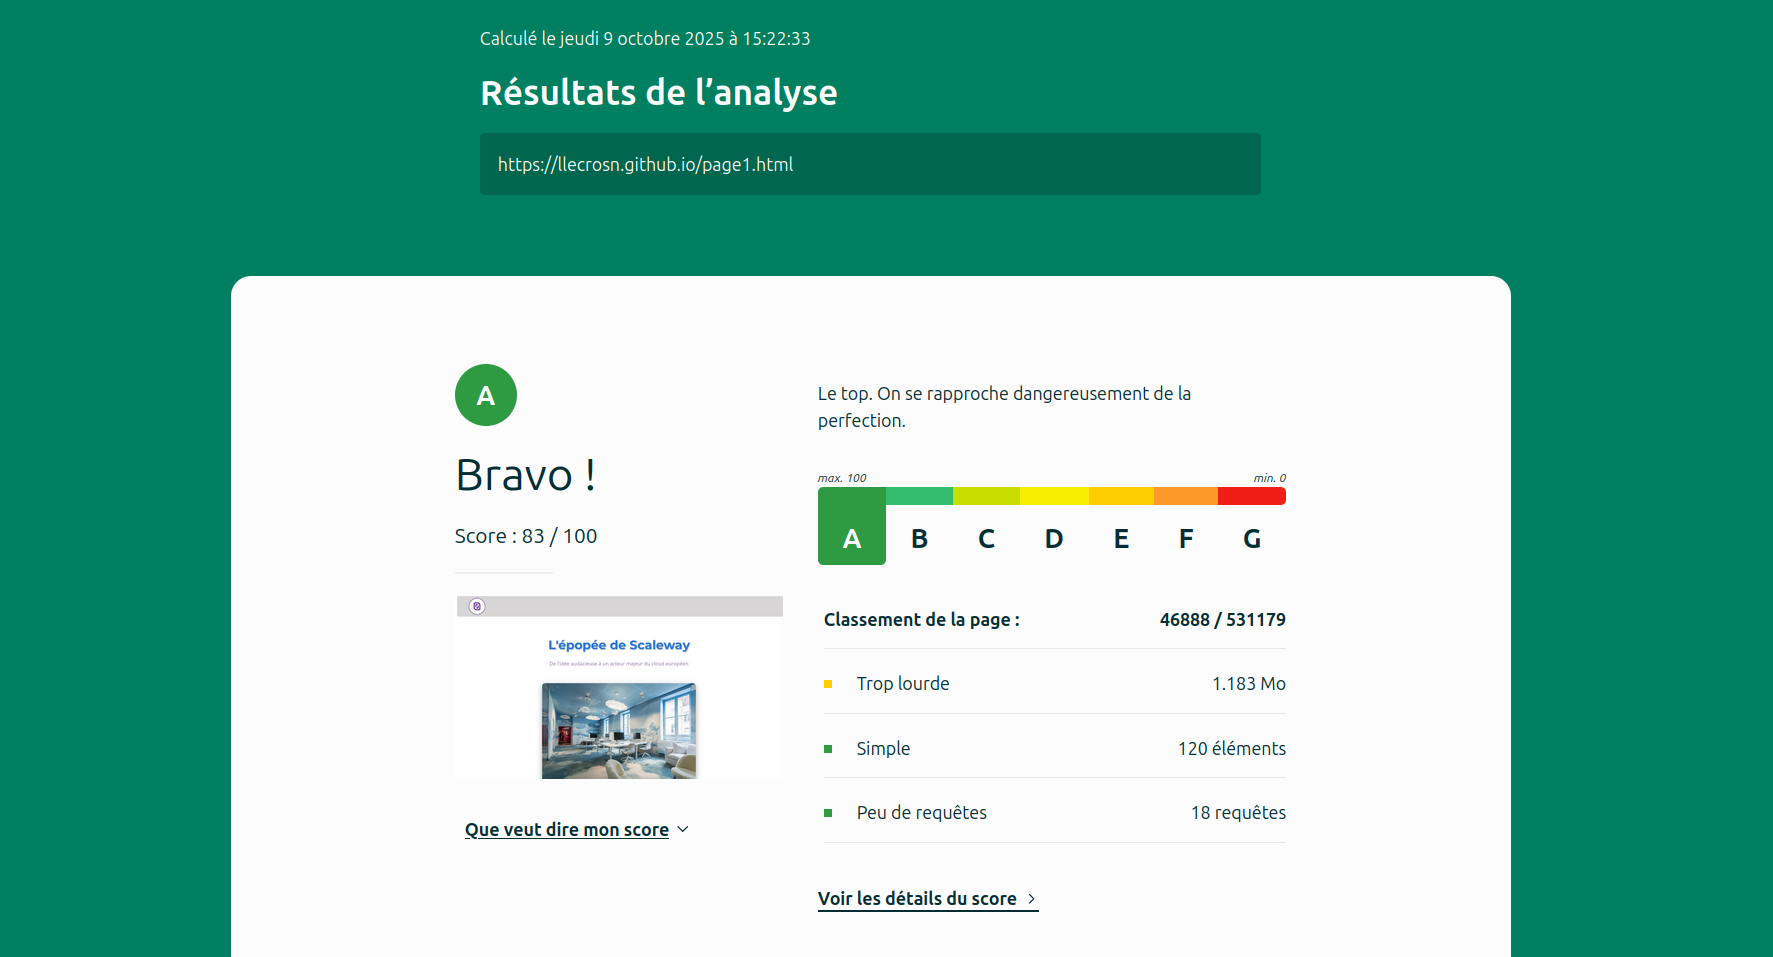 Calculé le jeudi 9 octobre 2025 à 15:22:33
Résultats de l’analyse
https://llecrosn.github.io/page1.html
A
Bravo !
Score : 83 / 100
L'épopée de Scaleway
De l'idée audacieuse à un acteur majeur du cloud européen.
Que veut dire mon score
Le top. On se rapproche dangereusement de la
perfection.
max. 100 min. 0
A B C D E F G
Classement de la page : 46888 / 531179
Trop lourde 1.183 Mo
Simple 120 éléments
Peu de requêtes 18 requêtes
Voir les détails du score